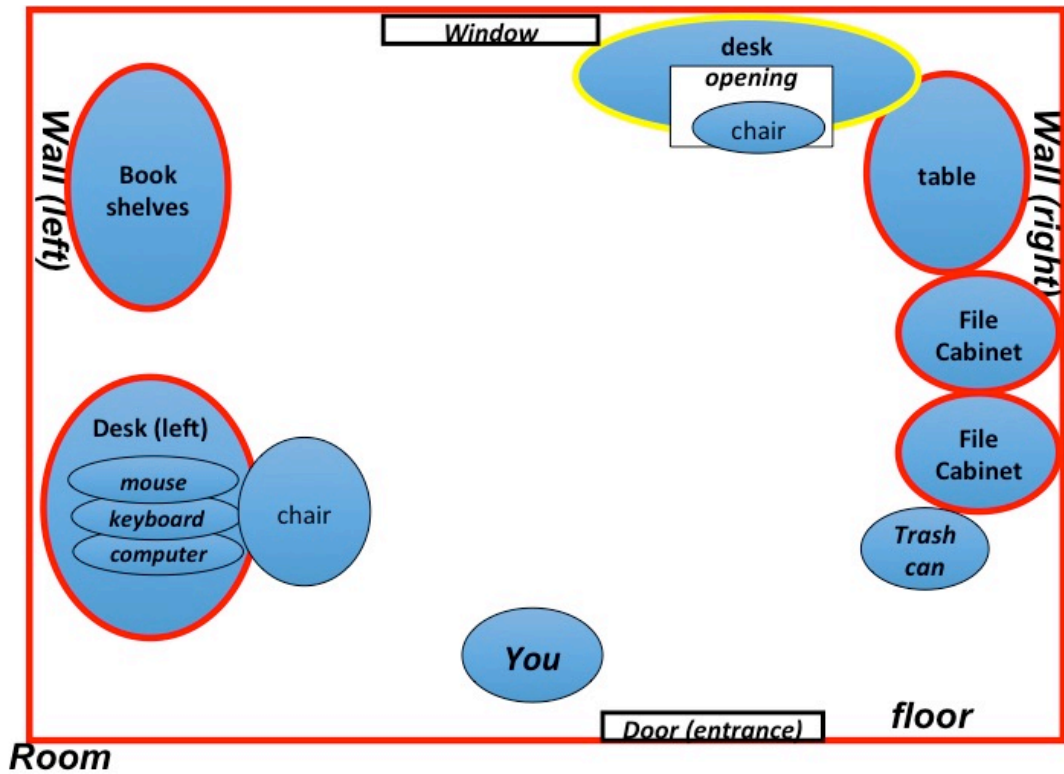 Window
desk
opening
chair
Wall (left)
Book
shelves
table
Wall (right)
File
Cabinet
Desk (left)
mouse
keyboard
computer
chair
File
Cabinet
Trash
can
You
Door (entrance)
floor
Room